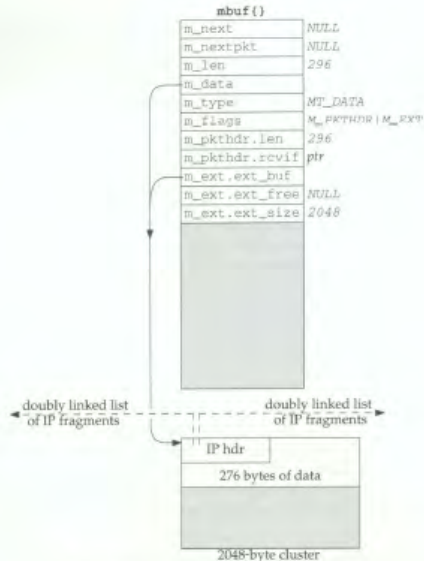 mbuf{}
m_next NULL
m_nextpkt NULL
m_len 296
m_data
m_type MT_DATA
m_flags M_PKTHDR|M_EXT
m_pkthdr.len 296
m_pkthdr.rcvif ptr
m_ext.ext_buf
m_ext.ext_free NULL
m_ext.ext_size 2048
doubly linked list
of IP fragments
doubly linked list
of IP fragments
IP hdr
276 bytes of data
2048-byte cluster